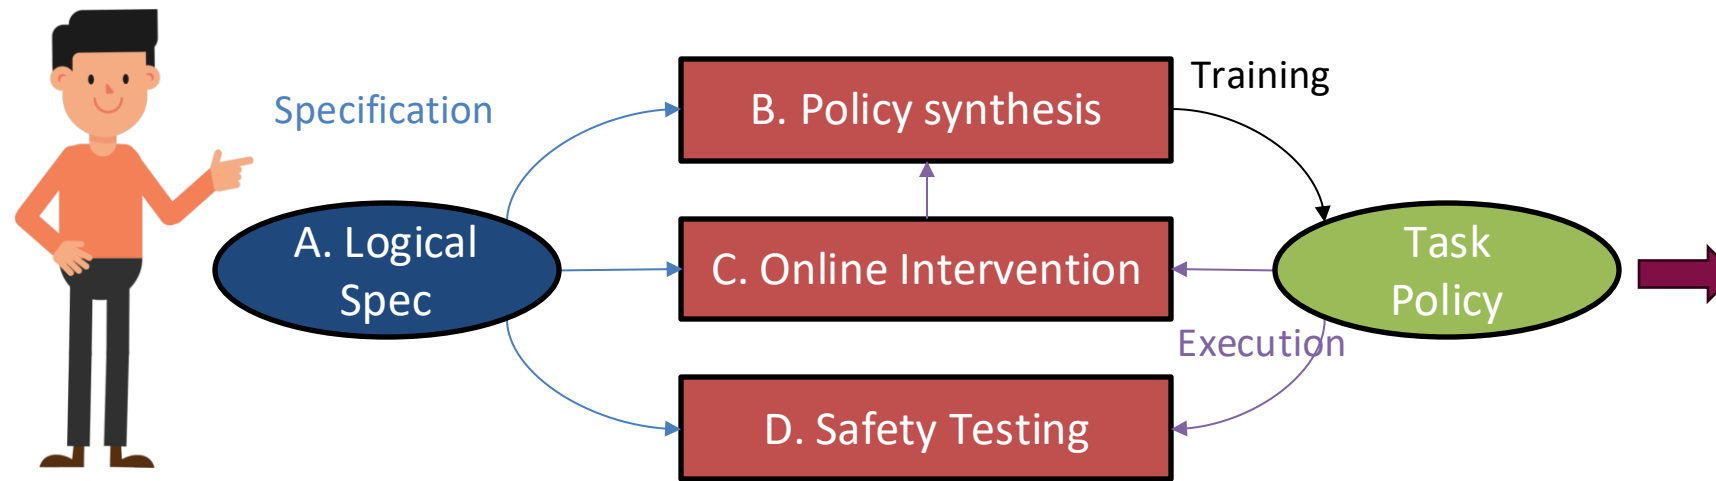 Specification
A. Logical
Spec
B. Policy synthesis
C. Online Intervention
D. Safety Testing
Training
Task
Policy
Execution